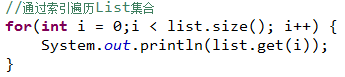 //通过索引遍历List集合
for(int i = 0;i < list.size(); i++) {
    System.out.println(list.get(i));
}